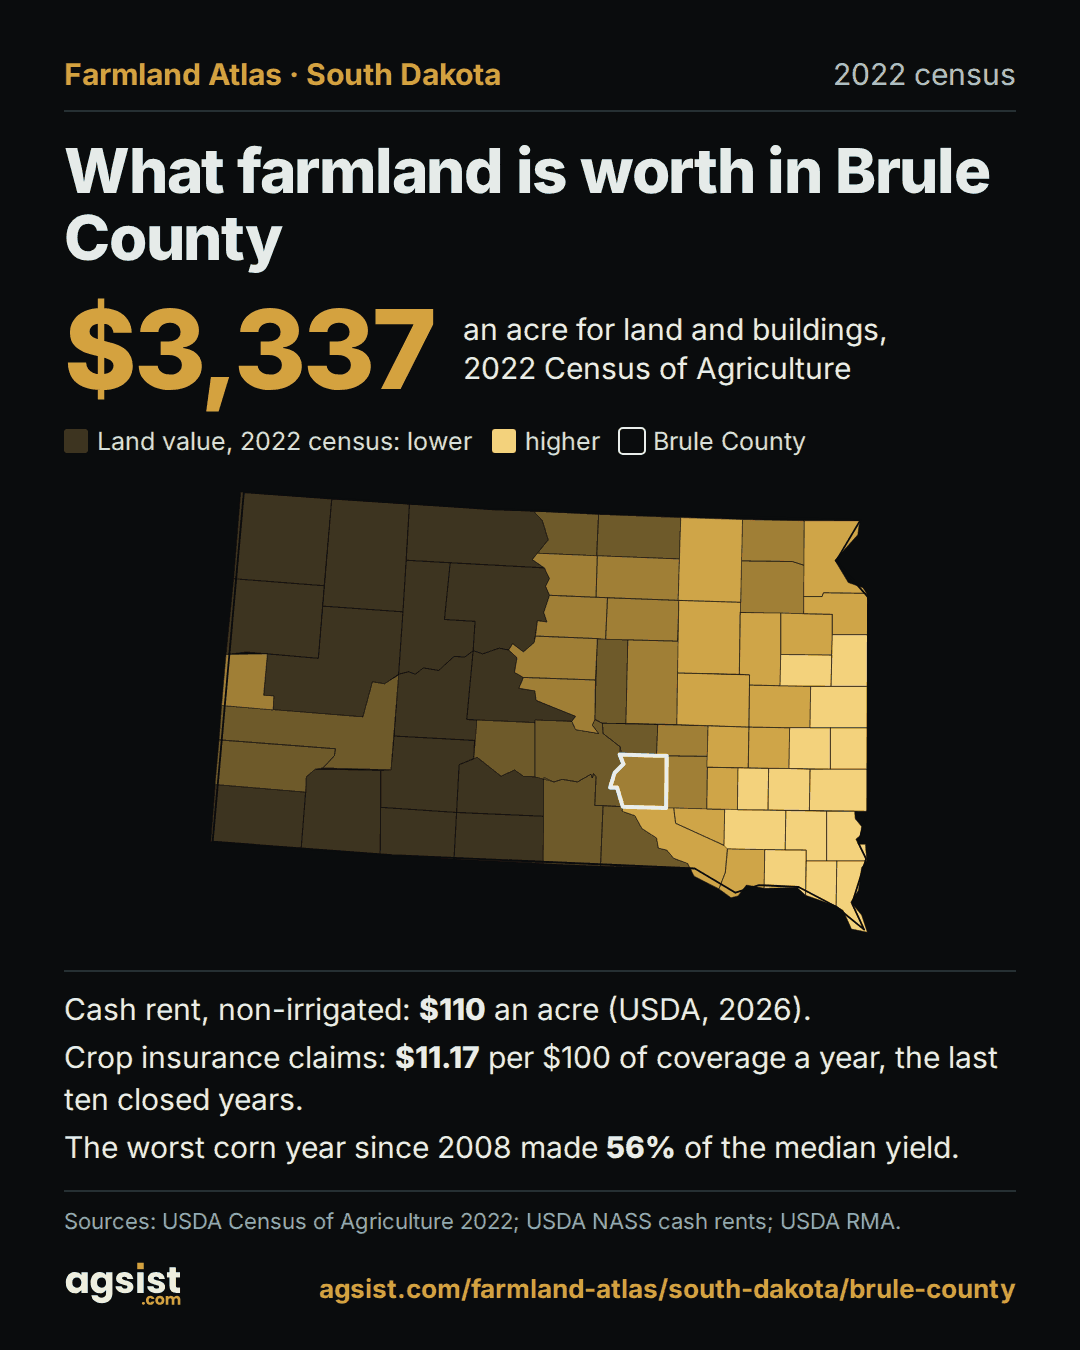 Farmland Atlas · South Dakota
2022 census
What farmland is worth in Brule
County
$3,337
an acre for land and buildings,
2022 Census of Agriculture
Land value, 2022 census: lower
higher
Brule County
Cash rent, non-irrigated: $110 an acre (USDA, 2026).
Crop insurance claims: $11.17 per $100 of coverage a year, the last
ten closed years.
The worst corn year since 2008 made 56% of the median yield.
Sources: USDA Census of Agriculture 2022; USDA NASS cash rents; USDA RMA.
agsist
.com
agsist.com/farmland-atlas/south-dakota/brule-county